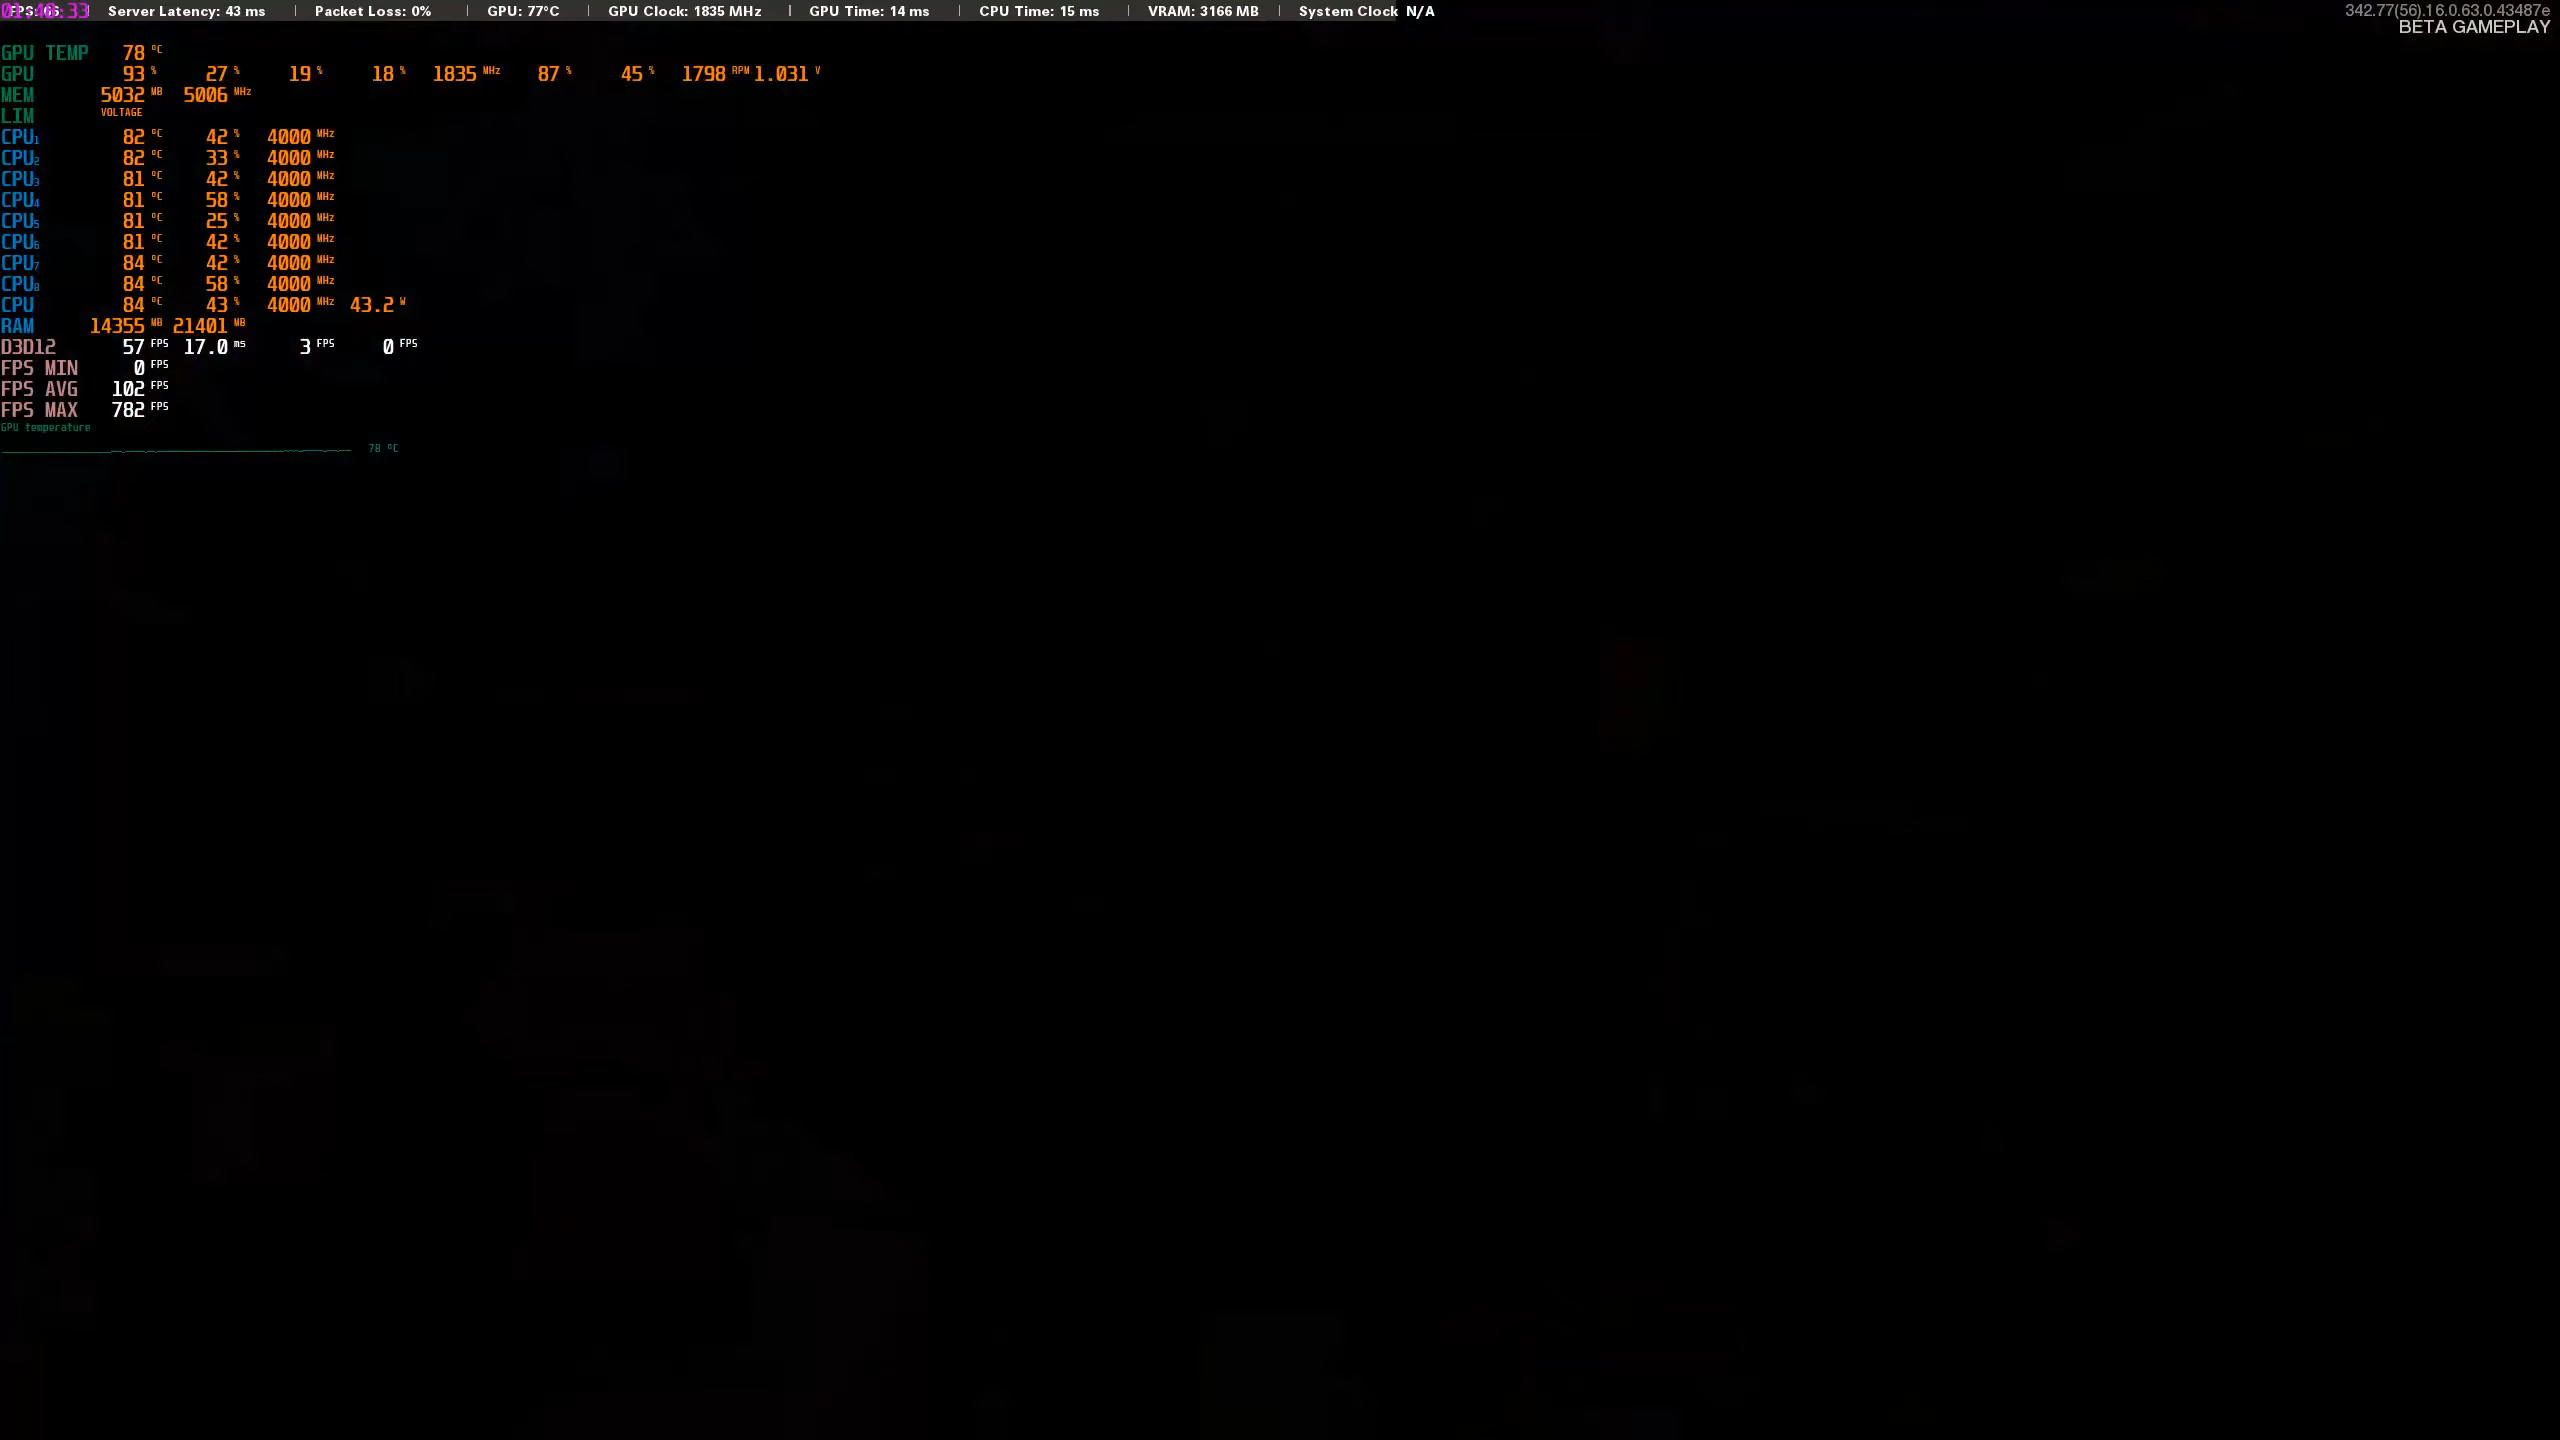 Server Latency: 43 ms | Packet Loss: 0% | GPU: 77°C | GPU Clock: 1835 MHz | GPU Time: 14 ms | CPU Time: 15 ms | VRAM: 3166 MB | System Clock N/A
342.77(56).16.0.63.0.43487e
BETA GAMEPLAY
GPU TEMP 78 °C
GPU 93 % 27 % 19 % 18 % 1835 MHz 87 % 45 % 1798 RPM 1.031 V
MEM 5032 MB 5006 MHz
LIM VOLTAGE
CPU1 82 °C 42 % 4000 MHz
CPU2 82 °C 33 % 4000 MHz
CPU3 81 °C 42 % 4000 MHz
CPU4 81 °C 58 % 4000 MHz
CPU5 81 °C 25 % 4000 MHz
CPU6 81 °C 42 % 4000 MHz
CPU7 84 °C 42 % 4000 MHz
CPU8 84 °C 58 % 4000 MHz
CPU 84 °C 43 % 4000 MHz 43.2 W
RAM 14355 MB 21401 MB
D3D12 57 FPS 17.0 ms 3 FPS 0 FPS
FPS MIN 0 FPS
FPS AVG 102 FPS
FPS MAX 782 FPS
GPU temperature
78 °C